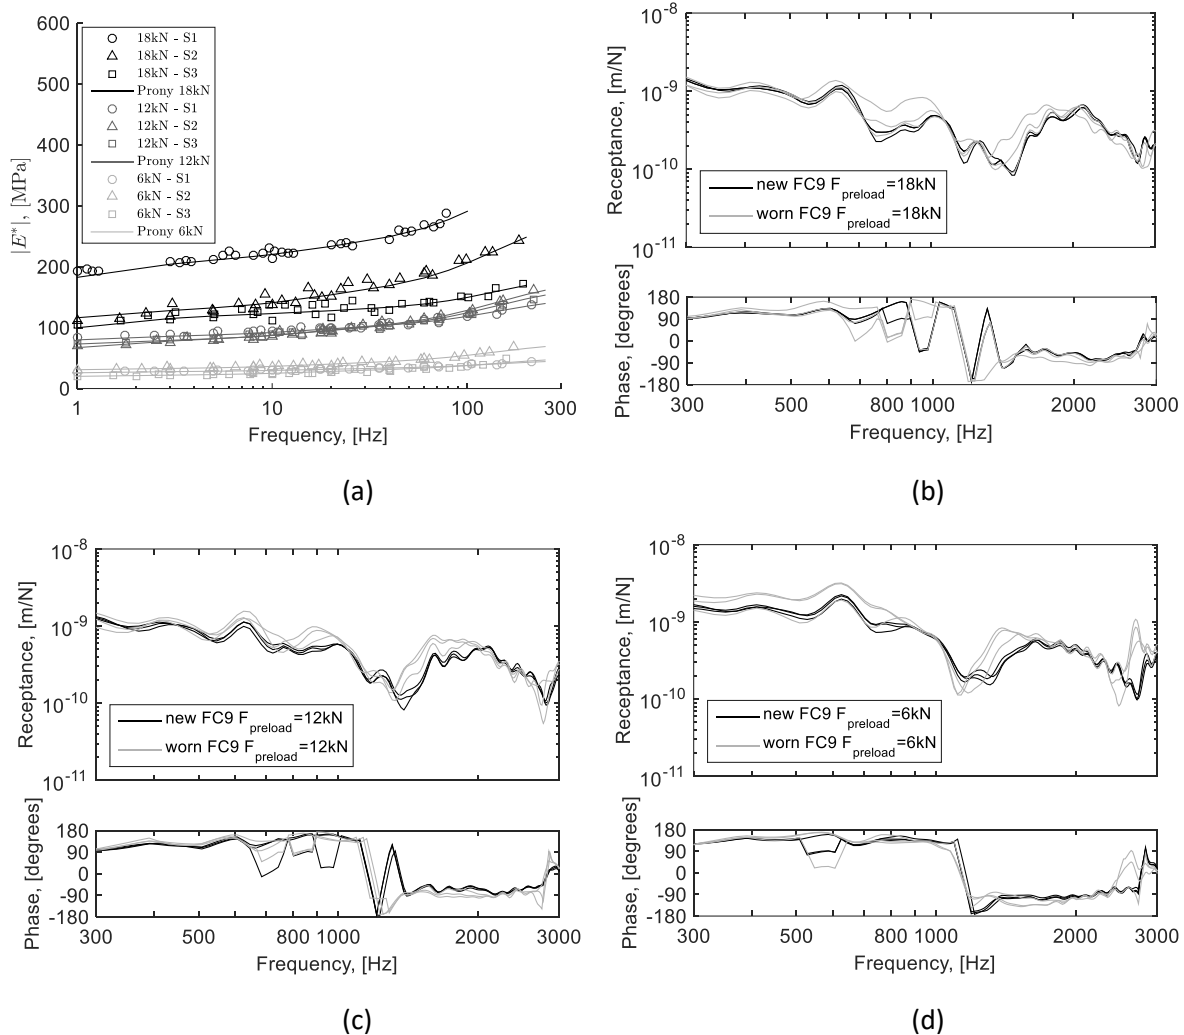 600
500
400
300
200
100
0
|E*|, [MPa]
18kN - S1
18kN - S2
18kN - S3
Prony 18kN
12kN - S1
12kN - S2
12kN - S3
Prony 12kN
6kN - S1
6kN - S2
6kN - S3
Prony 6kN
1 10 100 300
Frequency, [Hz]
(a)
10^-8
10^-9
10^-10
10^-11
Receptance, [m/N]
new FC9 F_preload=18kN
worn FC9 F_preload=18kN
180
90
0
-90
-180
Phase, [degrees]
300 500 800 1000 2000 3000
Frequency, [Hz]
(b)
10^-8
10^-9
10^-10
10^-11
Receptance, [m/N]
new FC9 F_preload=12kN
worn FC9 F_preload=12kN
180
90
0
-90
-180
Phase, [degrees]
300 500 800 1000 2000 3000
Frequency, [Hz]
(c)
10^-8
10^-9
10^-10
10^-11
Receptance, [m/N]
new FC9 F_preload=6kN
worn FC9 F_preload=6kN
180
90
0
-90
-180
Phase, [degrees]
300 500 800 1000 2000 3000
Frequency, [Hz]
(d)